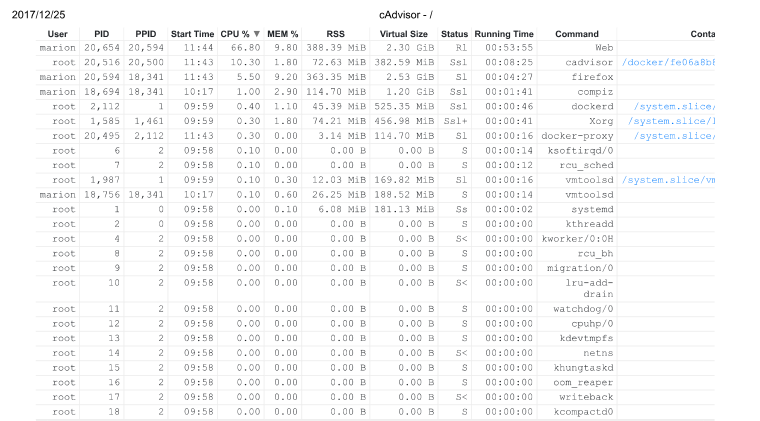 2017/12/25 cAdvisor - /
User PID PPID Start Time CPU % ▼ MEM % RSS Virtual Size Status Running Time Command Conta
marion 20,654 20,594 11:44 66.80 9.80 388.39 MiB 2.30 GiB Rl 00:53:55 Web
root 20,516 20,500 11:43 10.30 1.80 72.63 MiB 382.59 MiB Ssl 00:08:25 cadvisor /docker/fe06a8b
marion 20,594 18,341 11:43 5.50 9.20 363.35 MiB 2.53 GiB Sl 00:04:27 firefox
marion 18,694 18,341 10:17 1.00 2.90 114.70 MiB 1.20 GiB Ssl 00:01:41 compiz
root 2,112 1 09:59 0.40 1.10 45.39 MiB 525.35 MiB Ssl 00:00:46 dockerd /system.slice/
root 1,585 1,461 09:59 0.30 1.80 74.21 MiB 456.98 MiB Ssl+ 00:00:41 Xorg /system.slice/l
root 20,495 2,112 11:43 0.30 0.00 3.14 MiB 114.70 MiB Sl 00:00:16 docker-proxy /system.slice/
root 6 2 09:58 0.10 0.00 0.00 B 0.00 B S 00:00:14 ksoftirqd/0
root 7 2 09:58 0.10 0.00 0.00 B 0.00 B S 00:00:12 rcu_sched
root 1,987 1 09:59 0.10 0.30 12.03 MiB 169.82 MiB Sl 00:00:16 vmtoolsd /system.slice/vm
marion 18,756 18,341 10:17 0.10 0.60 26.25 MiB 188.52 MiB S 00:00:14 vmtoolsd
root 1 0 09:58 0.00 0.10 6.08 MiB 181.13 MiB Ss 00:00:02 systemd
root 2 0 09:58 0.00 0.00 0.00 B 0.00 B S 00:00:00 kthreadd
root 4 2 09:58 0.00 0.00 0.00 B 0.00 B S< 00:00:00 kworker/0:0H
root 8 2 09:58 0.00 0.00 0.00 B 0.00 B S 00:00:00 rcu_bh
root 9 2 09:58 0.00 0.00 0.00 B 0.00 B S 00:00:00 migration/0
root 10 2 09:58 0.00 0.00 0.00 B 0.00 B S< 00:00:00 lru-add-
drain
root 11 2 09:58 0.00 0.00 0.00 B 0.00 B S 00:00:00 watchdog/0
root 12 2 09:58 0.00 0.00 0.00 B 0.00 B S 00:00:00 cpuhp/0
root 13 2 09:58 0.00 0.00 0.00 B 0.00 B S 00:00:00 kdevtmpfs
root 14 2 09:58 0.00 0.00 0.00 B 0.00 B S< 00:00:00 netns
root 15 2 09:58 0.00 0.00 0.00 B 0.00 B S 00:00:00 khungtaskd
root 16 2 09:58 0.00 0.00 0.00 B 0.00 B S 00:00:00 oom_reaper
root 17 2 09:58 0.00 0.00 0.00 B 0.00 B S< 00:00:00 writeback
root 18 2 09:58 0.00 0.00 0.00 B 0.00 B S 00:00:00 kcompactd0